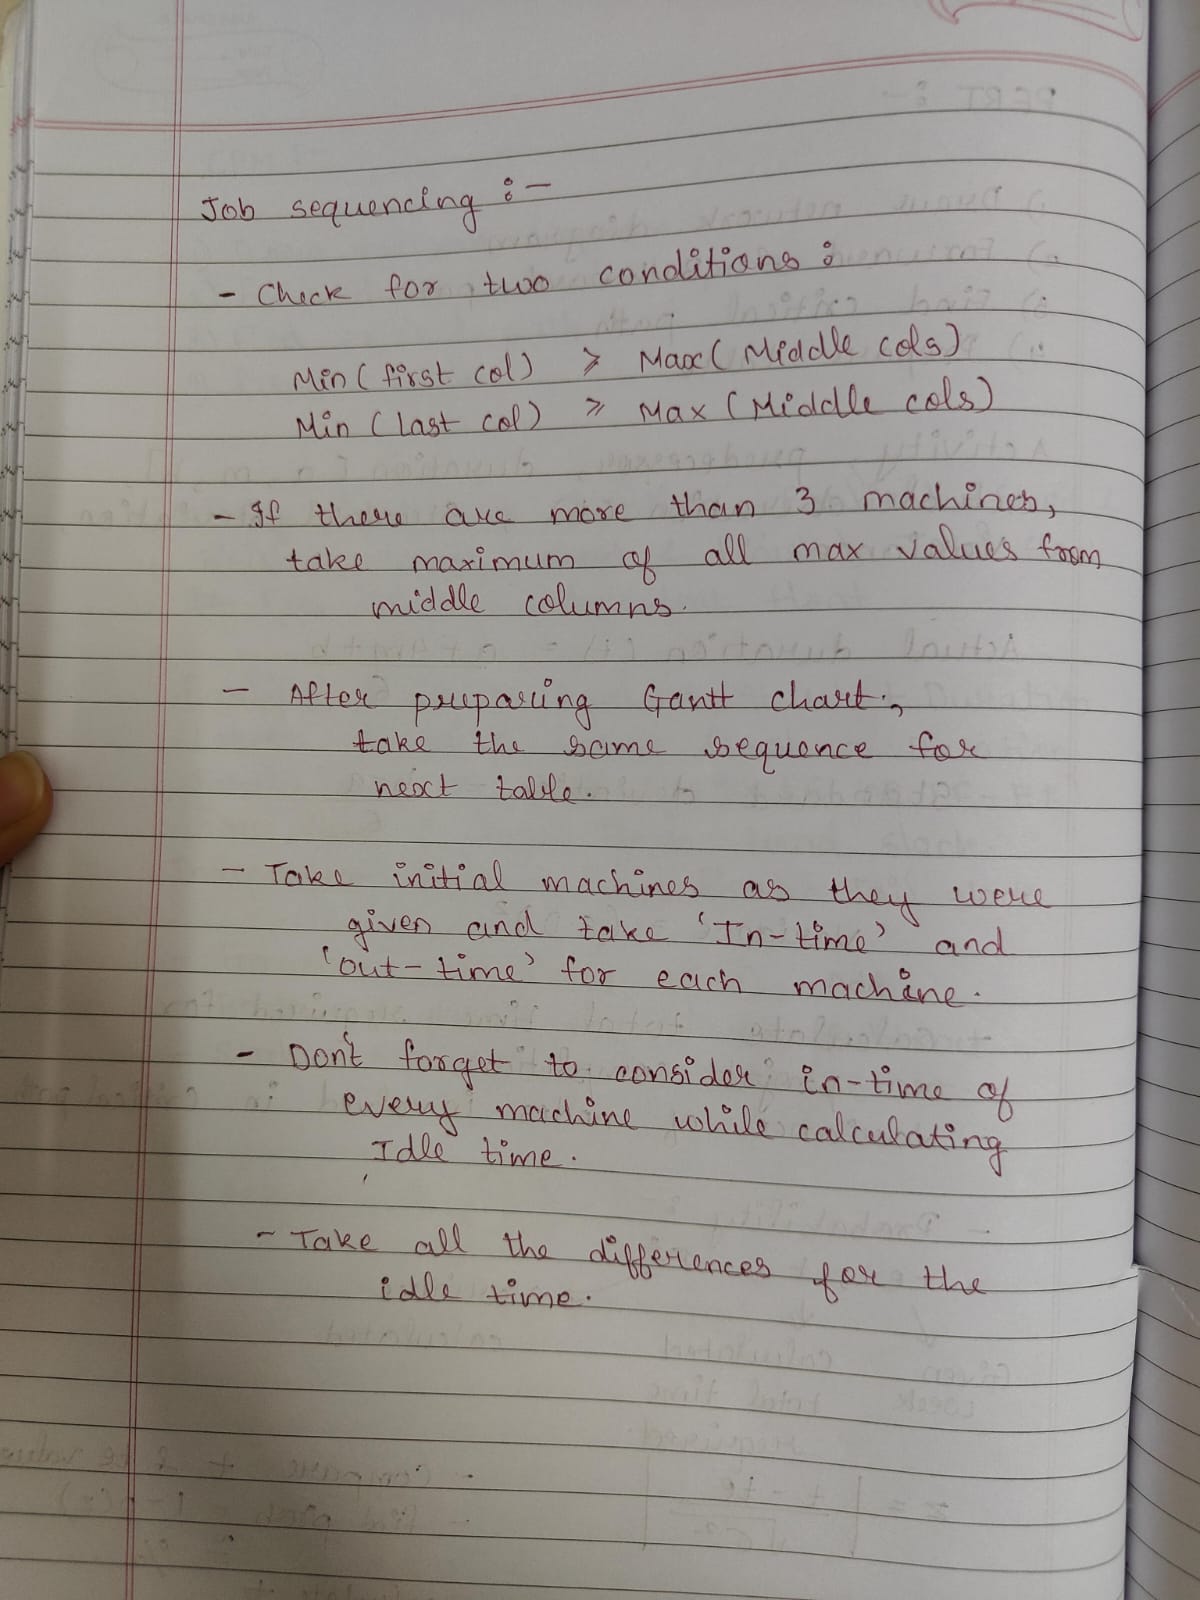 Job sequencing :-
- Check for two conditions :
Min ( first col) ≥ Max ( Middle cols)
Min ( last col) ≥ Max ( Middle cols)
- If there are more than 3 machines,
take maximum of all max values from
middle columns.
- After preparing Gantt chart,
take the same sequence for
next table.
- Take initial machines as they were
given and take 'In-time' and
'out-time' for each machine.
- Don't forget to consider in-time of
every machine while calculating
Idle time.
- Take all the differences for the
idle time.